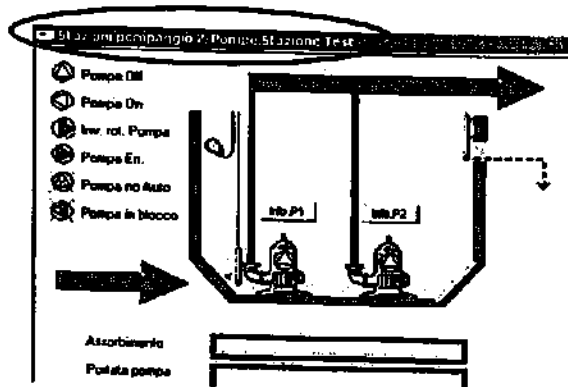 Stazioni pompaggio 2 Pompe.Stazione Test
Pompa Off
Pompa On
Inv. rot. Pompa
Pompa En.
Pompa no Auto
Pompa in blocco
Info.P1
Info.P2
Assorbimento
Portata pompa